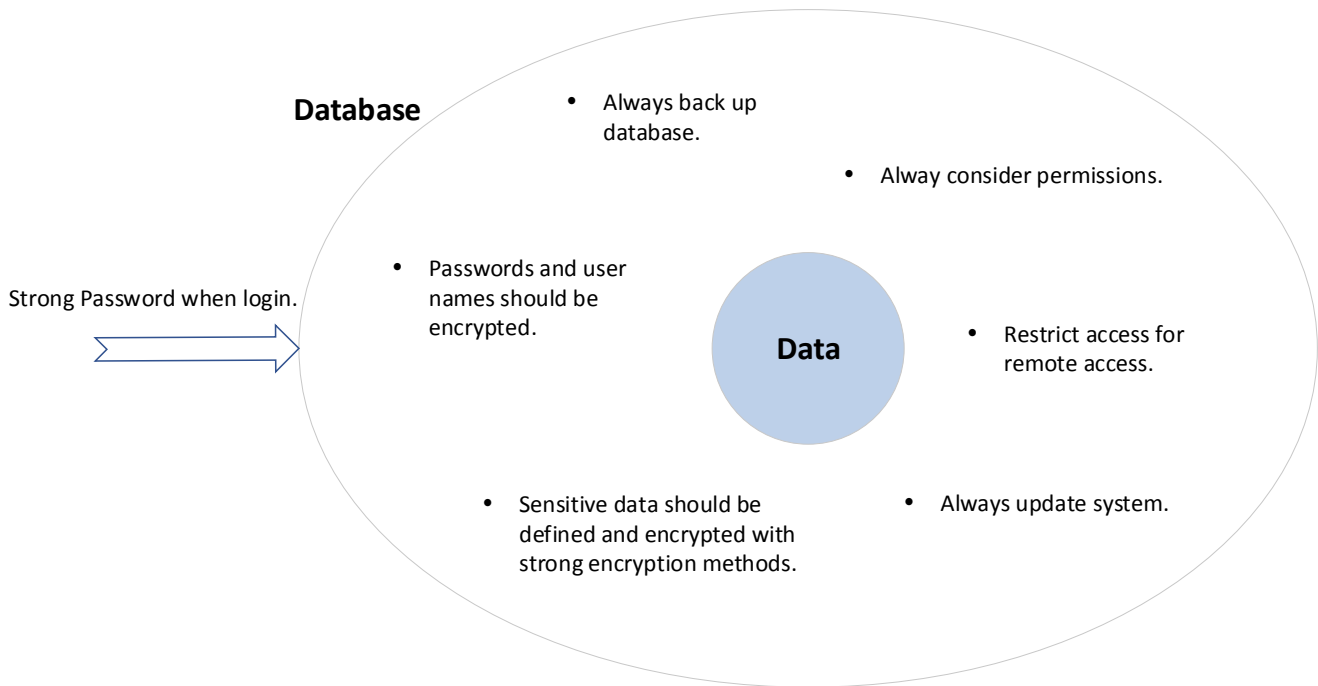 Database
• Always back up
database.
• Alway consider permissions.
• Passwords and user
names should be
encrypted.
Strong Password when login.
Data
• Restrict access for
remote access.
• Sensitive data should be
defined and encrypted with
strong encryption methods.
• Always update system.